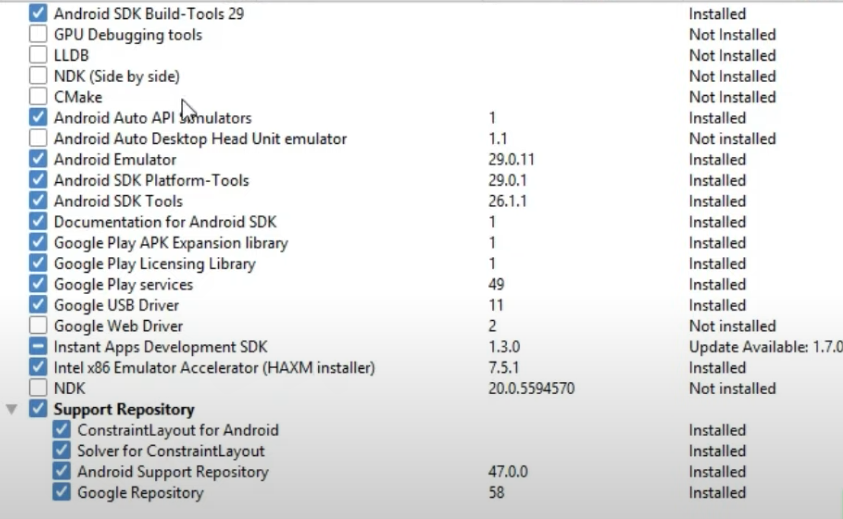 Android SDK Build-Tools 29 Installed
GPU Debugging tools Not Installed
LLDB Not Installed
NDK (Side by side) Not Installed
CMake Not Installed
Android Auto API Simulators 1 Installed
Android Auto Desktop Head Unit emulator 1.1 Not installed
Android Emulator 29.0.11 Installed
Android SDK Platform-Tools 29.0.1 Installed
Android SDK Tools 26.1.1 Installed
Documentation for Android SDK 1 Installed
Google Play APK Expansion library 1 Installed
Google Play Licensing Library 1 Installed
Google Play services 49 Installed
Google USB Driver 11 Installed
Google Web Driver 2 Not installed
Instant Apps Development SDK 1.3.0 Update Available: 1.7.0
Intel x86 Emulator Accelerator (HAXM installer) 7.5.1 Installed
NDK 20.0.5594570 Not installed
Support Repository
ConstraintLayout for Android Installed
Solver for ConstraintLayout Installed
Android Support Repository 47.0.0 Installed
Google Repository 58 Installed